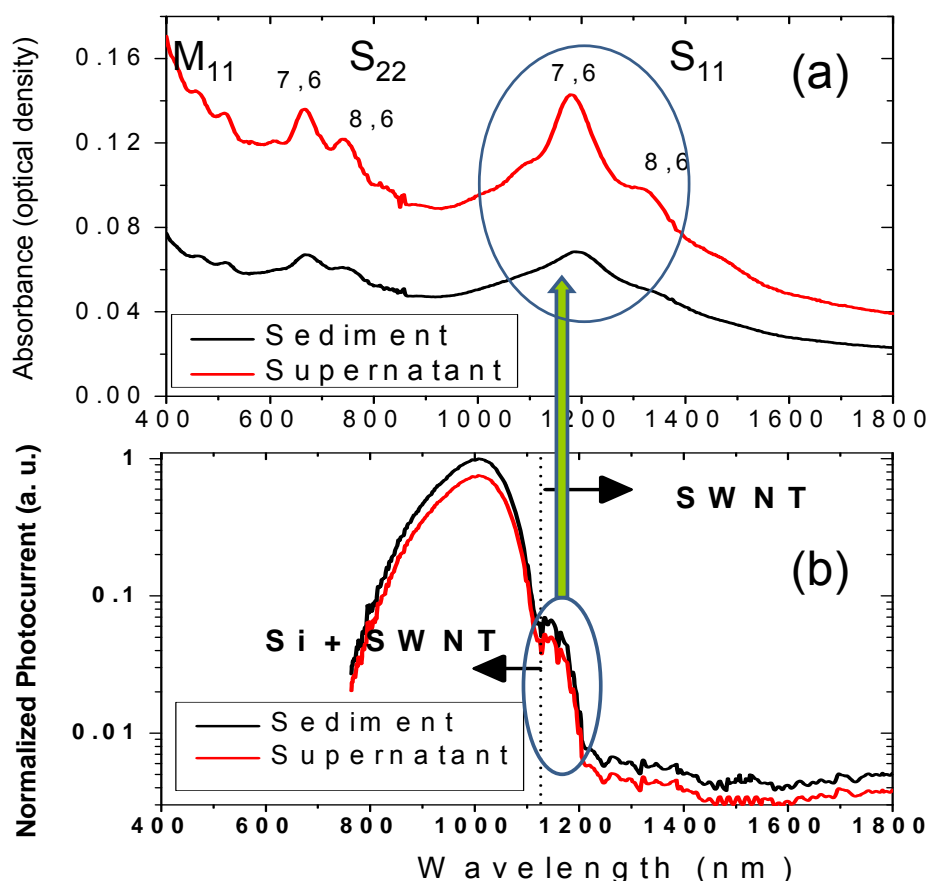 Absorbance (optical density)
0.16
0.12
0.08
0.04
0.00
M11
S22
S11
(a)
7,6
8,6
7,6
8,6
Sediment
Supernatant
400 600 800 1000 1200 1400 1600 1800
Normalized Photocurrent (a. u.)
1
0.1
0.01
SWNT
(b)
Si + SWNT
Sediment
Supernatant
400 600 800 1000 1200 1400 1600 1800
Wavelength (nm)